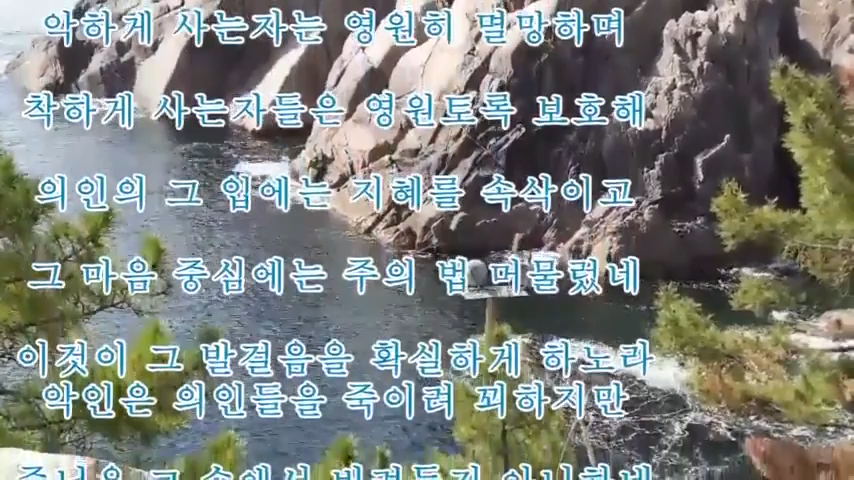 악하게 사는자는 영원히 멸망하며
착하게 사는자들은 영원토록 보호해
의인의 그 입에는 지혜를 속삭이고
그 마음 중심에는 주의 법 머물렀네
이것이 그 발걸음을 확실하게 하노라
악인은 의인들을 죽이려 꾀하지만